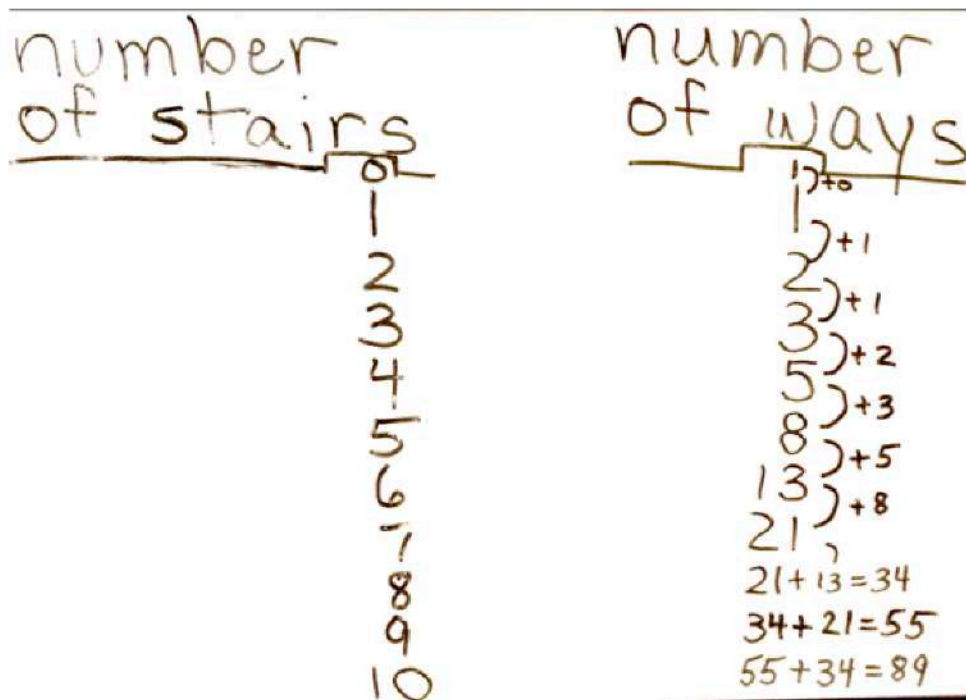 number number
of stairs of ways
0 1 +0
1 1 +1
2 2 +1
3 3 +2
4 5 +3
5 8 +5
6 13 +8
7 21
8 21+13=34
9 34+21=55
10 55+34=89